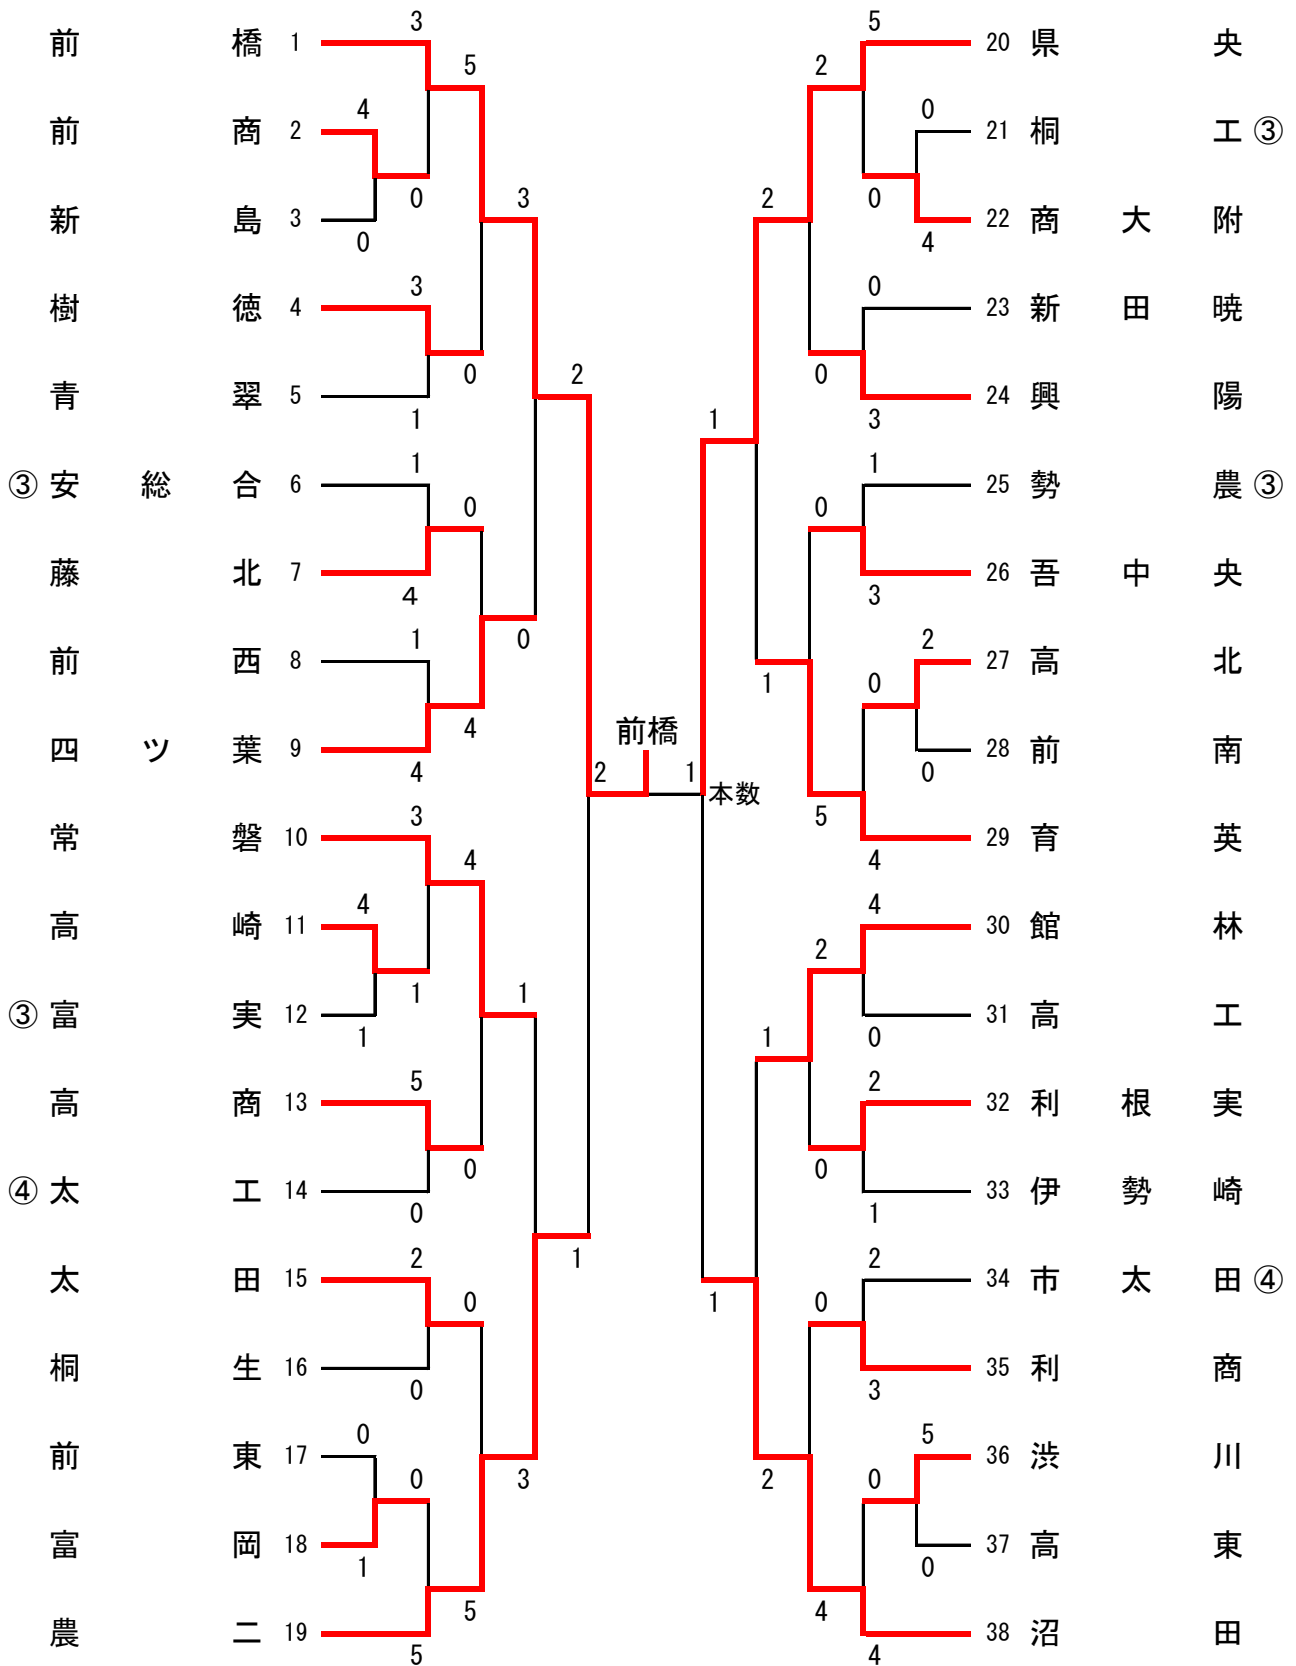 3
5
前橋 1
20 県央
5
2
4
0
前商 2
21 桐工 ③
0
3
2
0
新島 3
22 商大附
0
4
3
0
樹徳 4
23 新田暁
0
2
0
青翠 5
24 興陽
1
1
3
1
1
③ 安総合 6
25 勢農 ③
0
0
藤北 7
26 吾中央
4
3
1
0
2
前西 8
27 高北
1
0
4
前橋
四ツ葉 9
28 前南
4
2
1
0
本数
3
5
常磐 10
29 育英
4
4
4
4
高崎 11
30 館林
2
1
1
③ 富実 12
31 高工
1
1
0
5
2
高商 13
32 利根実
0
0
④ 太工 14
33 伊勢崎
0
1
2
1
2
太田 15
34 市太田 ④
0
1
0
桐生 16
35 利商
0
3
0
5
前東 17
36 渋川
0
3
2
0
富岡 18
37 高東
1
0
5
4
農二 19
38 沼田
5
4